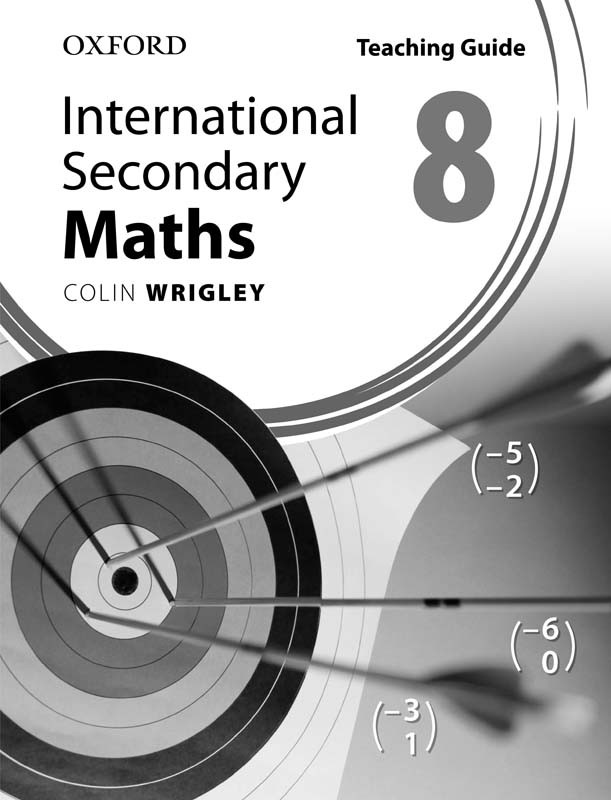 OXFORD
Teaching Guide
International
Secondary
Maths
8
COLIN WRIGLEY
(−5
−2)
(−6
0)
(−3
1)